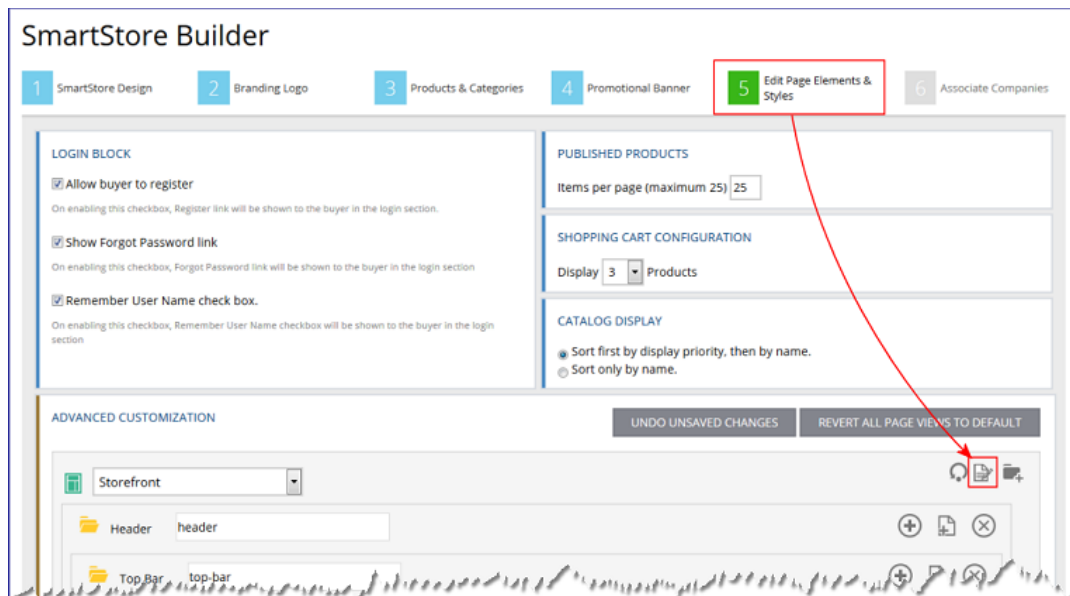 SmartStore Builder
1 SmartStore Design
2 Branding Logo
3 Products & Categories
4 Promotional Banner
5 Edit Page Elements &
Styles
6 Associate Companies
LOGIN BLOCK
Allow buyer to register
On enabling this checkbox, Register link will be shown to the buyer in the login section.
Show Forgot Password link
On enabling this checkbox, Forgot Password link will be shown to the buyer in the login section
Remember User Name check box.
On enabling this checkbox, Remember User Name checkbox will be shown to the buyer in the login
section
PUBLISHED PRODUCTS
Items per page (maximum 25) 25
SHOPPING CART CONFIGURATION
Display 3 Products
CATALOG DISPLAY
Sort first by display priority, then by name.
Sort only by name.
ADVANCED CUSTOMIZATION
UNDO UNSAVED CHANGES
REVERT ALL PAGE VIEWS TO DEFAULT
Storefront
Header header
Top Bar top-bar